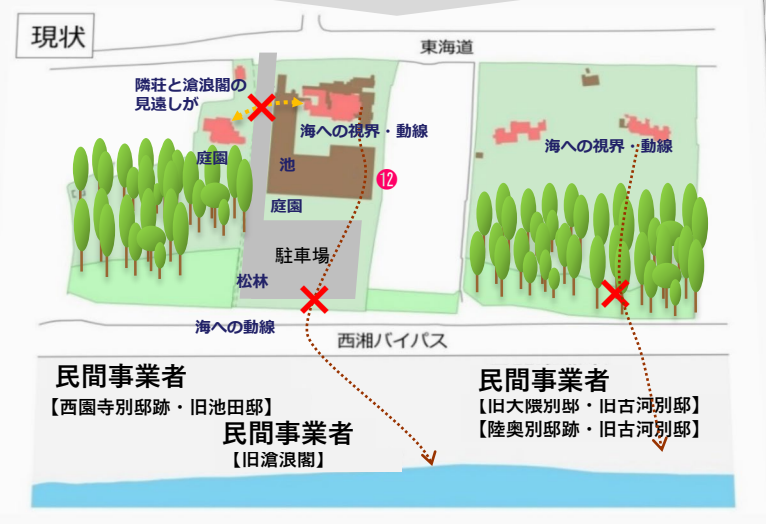 現状
東海道
隣荘と滄浪閣の
見遠しが
海への視界・動線
海への視界・動線
庭園
池
⑫
庭園
駐車場
松林
海への動線
西湘バイパス
民間事業者
【西園寺別邸跡・旧池田邸】
民間事業者
【旧滄浪閣】
民間事業者
【旧大隈別邸・旧古河別邸】
【陸奥別邸跡・旧古河別邸】